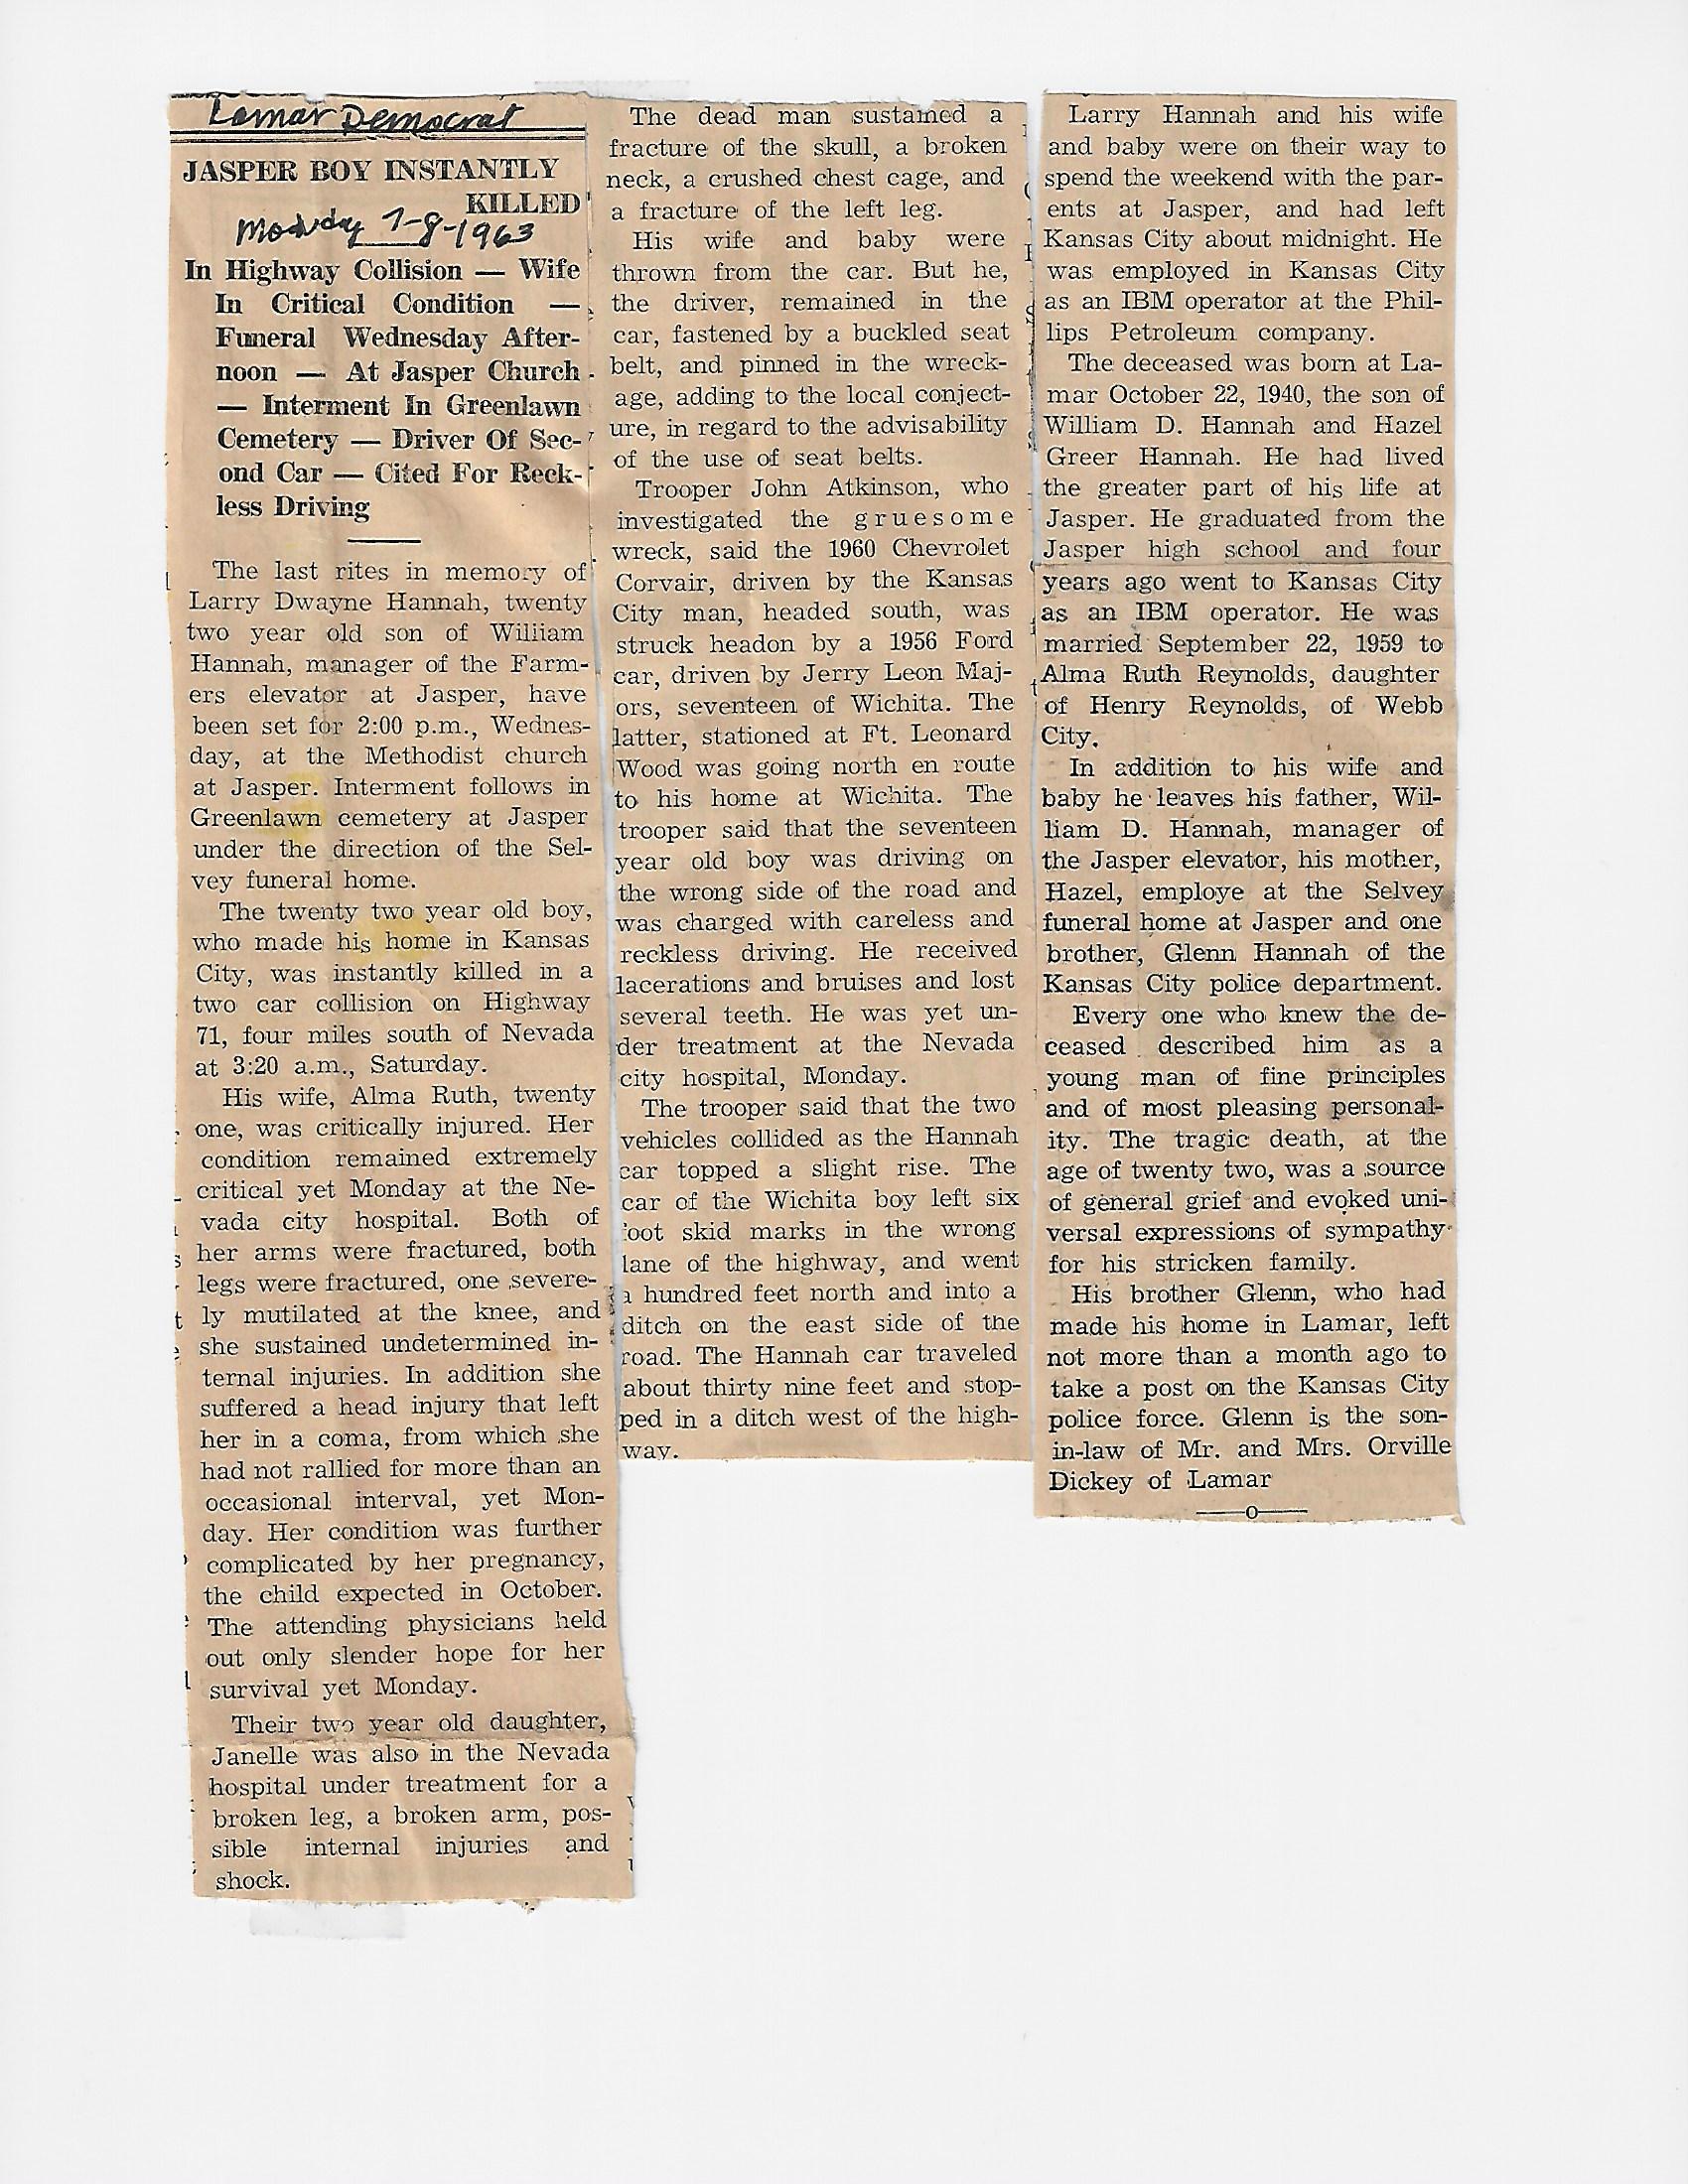 Lamar Democrat
JASPER BOY INSTANTLY
KILLED
Monday 7-8-1963
In Highway Collision — Wife
In Critical Condition —
Funeral Wednesday After-
noon — At Jasper Church
— Interment In Greenlawn
Cemetery — Driver Of Sec-
ond Car — Cited For Reck-
less Driving
The last rites in memory of
Larry Dwayne Hannah, twenty
two year old son of William
Hannah, manager of the Farm-
ers elevator at Jasper, have
been set for 2:00 p.m., Wednes-
day, at the Methodist church
at Jasper. Interment follows in
Greenlawn cemetery at Jasper
under the direction of the Sel-
vey funeral home.
The twenty two year old boy,
who made his home in Kansas
City, was instantly killed in a
two car collision on Highway
71, four miles south of Nevada
at 3:20 a.m., Saturday.
His wife, Alma Ruth, twenty
one, was critically injured. Her
condition remained extremely
critical yet Monday at the Ne-
vada city hospital. Both of
her arms were fractured, both
legs were fractured, one severe-
ly mutilated at the knee, and
she sustained undetermined in-
ternal injuries. In addition she
suffered a head injury that left
her in a coma, from which she
had not rallied for more than an
occasional interval, yet Mon-
day. Her condition was further
complicated by her pregnancy,
the child expected in October.
The attending physicians held
out only slender hope for her
survival yet Monday.
Their two year old daughter,
Janelle was also in the Nevada
hospital under treatment for a
broken leg, a broken arm, pos-
sible internal injuries and
shock.
The dead man sustained a
fracture of the skull, a broken
neck, a crushed chest cage, and
a fracture of the left leg.
His wife and baby were
thrown from the car. But he,
the driver, remained in the
car, fastened by a buckled seat
belt, and pinned in the wreck-
age, adding to the local conject-
ure, in regard to the advisability
of the use of seat belts.
Trooper John Atkinson, who
investigated the gruesome
wreck, said the 1960 Chevrolet
Corvair, driven by the Kansas
City man, headed south, was
struck headon by a 1956 Ford
car, driven by Jerry Leon Maj-
ors, seventeen of Wichita. The
latter, stationed at Ft. Leonard
Wood was going north en route
to his home at Wichita. The
trooper said that the seventeen
year old boy was driving on
the wrong side of the road and
was charged with careless and
reckless driving. He received
lacerations and bruises and lost
several teeth. He was yet un-
der treatment at the Nevada
city hospital, Monday.
The trooper said that the two
vehicles collided as the Hannah
car topped a slight rise. The
car of the Wichita boy left six
foot skid marks in the wrong
lane of the highway, and went
a hundred feet north and into a
ditch on the east side of the
road. The Hannah car traveled
about thirty nine feet and stop-
ped in a ditch west of the high-
way.
Larry Hannah and his wife
and baby were on their way to
spend the weekend with the par-
ents at Jasper, and had left
Kansas City about midnight. He
was employed in Kansas City
as an IBM operator at the Phil-
lips Petroleum company.
The deceased was born at La-
mar October 22, 1940, the son of
William D. Hannah and Hazel
Greer Hannah. He had lived
the greater part of his life at
Jasper. He graduated from the
Jasper high school and four
years ago went to Kansas City
as an IBM operator. He was
married September 22, 1959 to
Alma Ruth Reynolds, daughter
of Henry Reynolds, of Webb
City.
In addition to his wife and
baby he leaves his father, Wil-
liam D. Hannah, manager of
the Jasper elevator, his mother,
Hazel, employe at the Selvey
funeral home at Jasper and one
brother, Glenn Hannah of the
Kansas City police department.
Every one who knew the de-
ceased described him as a
young man of fine principles
and of most pleasing personal-
ity. The tragic death, at the
age of twenty two, was a source
of general grief and evoked uni-
versal expressions of sympathy
for his stricken family.
His brother Glenn, who had
made his home in Lamar, left
not more than a month ago to
take a post on the Kansas City
police force. Glenn is the son-
in-law of Mr. and Mrs. Orville
Dickey of Lamar
——o——